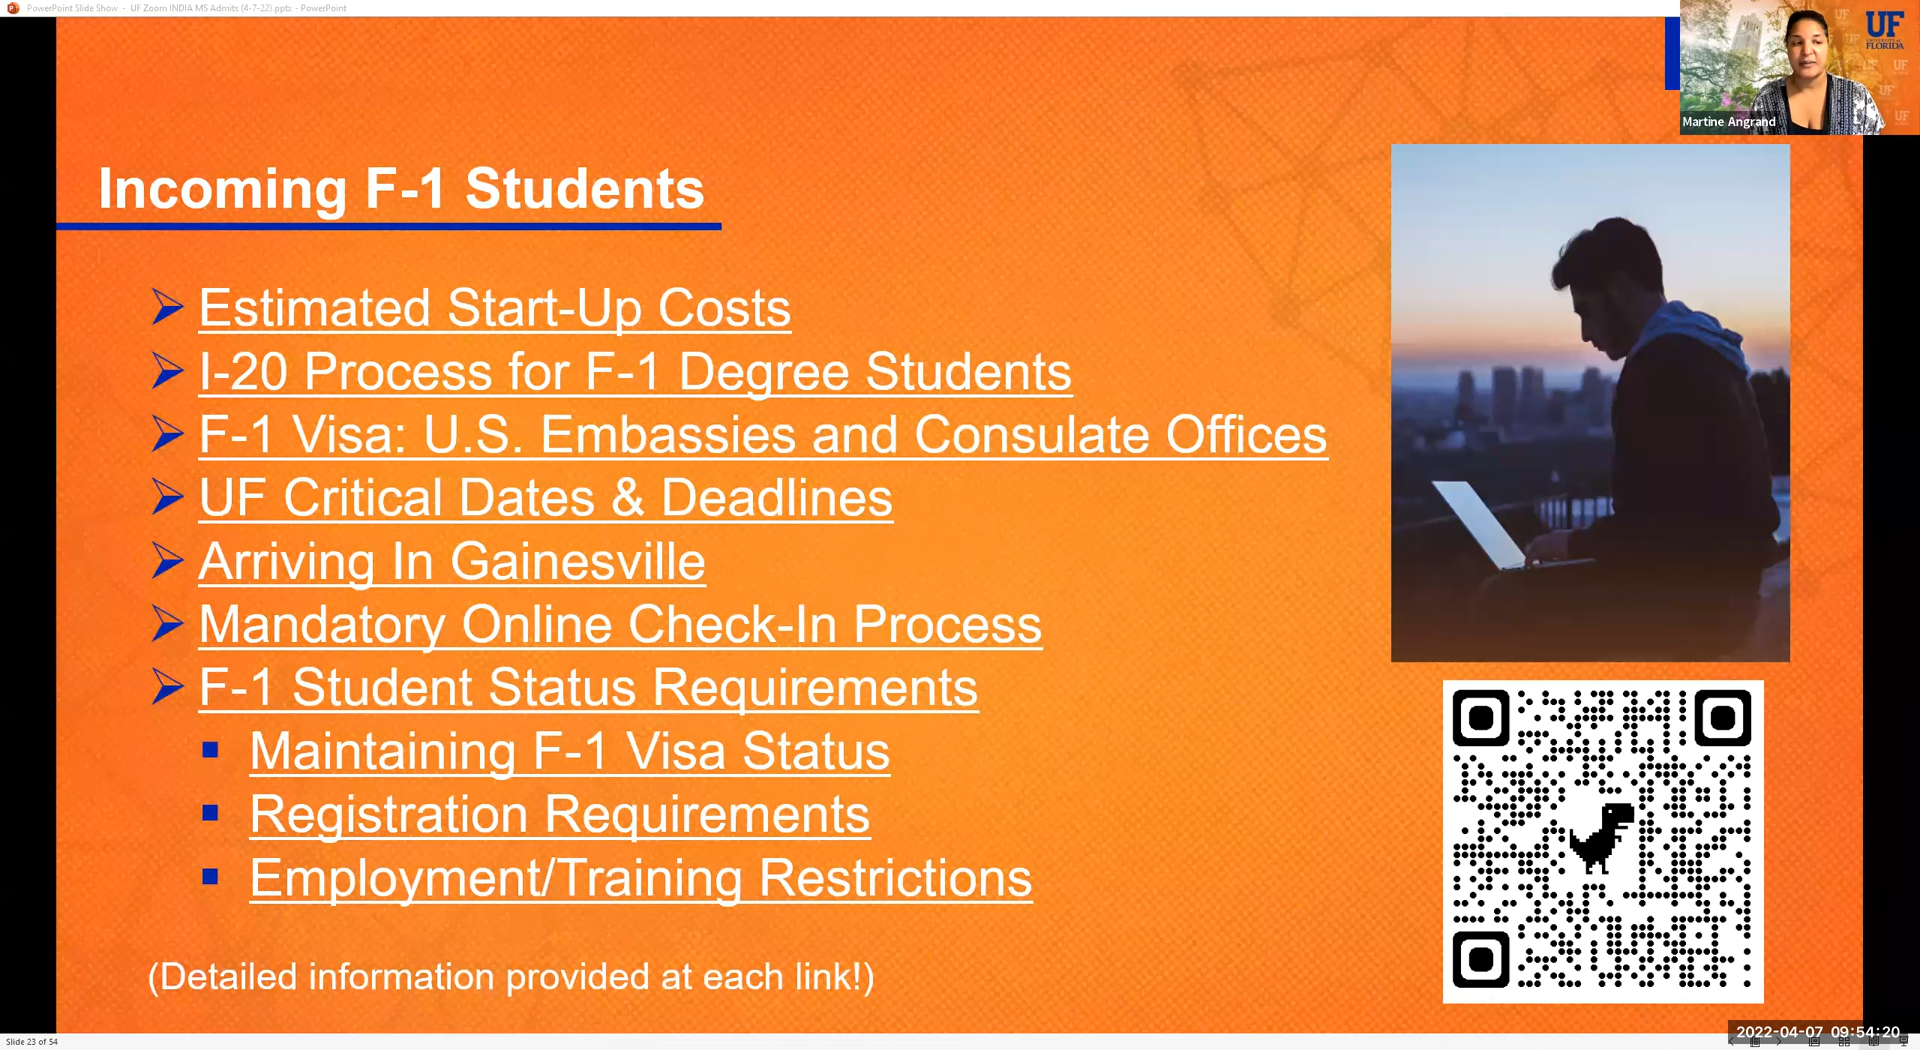 PowerPoint Slide Show - UF Zoom INDIA MS Admits (4-7-22).pptx - PowerPoint
UF
UNIVERSITY of
FLORIDA
Martine Angrand
Incoming F-1 Students
Estimated Start-Up Costs
I-20 Process for F-1 Degree Students
F-1 Visa: U.S. Embassies and Consulate Offices
UF Critical Dates & Deadlines
Arriving In Gainesville
Mandatory Online Check-In Process
F-1 Student Status Requirements
Maintaining F-1 Visa Status
Registration Requirements
Employment/Training Restrictions
(Detailed information provided at each link!)
Slide 23 of 54
2022-04-07 09:54:20